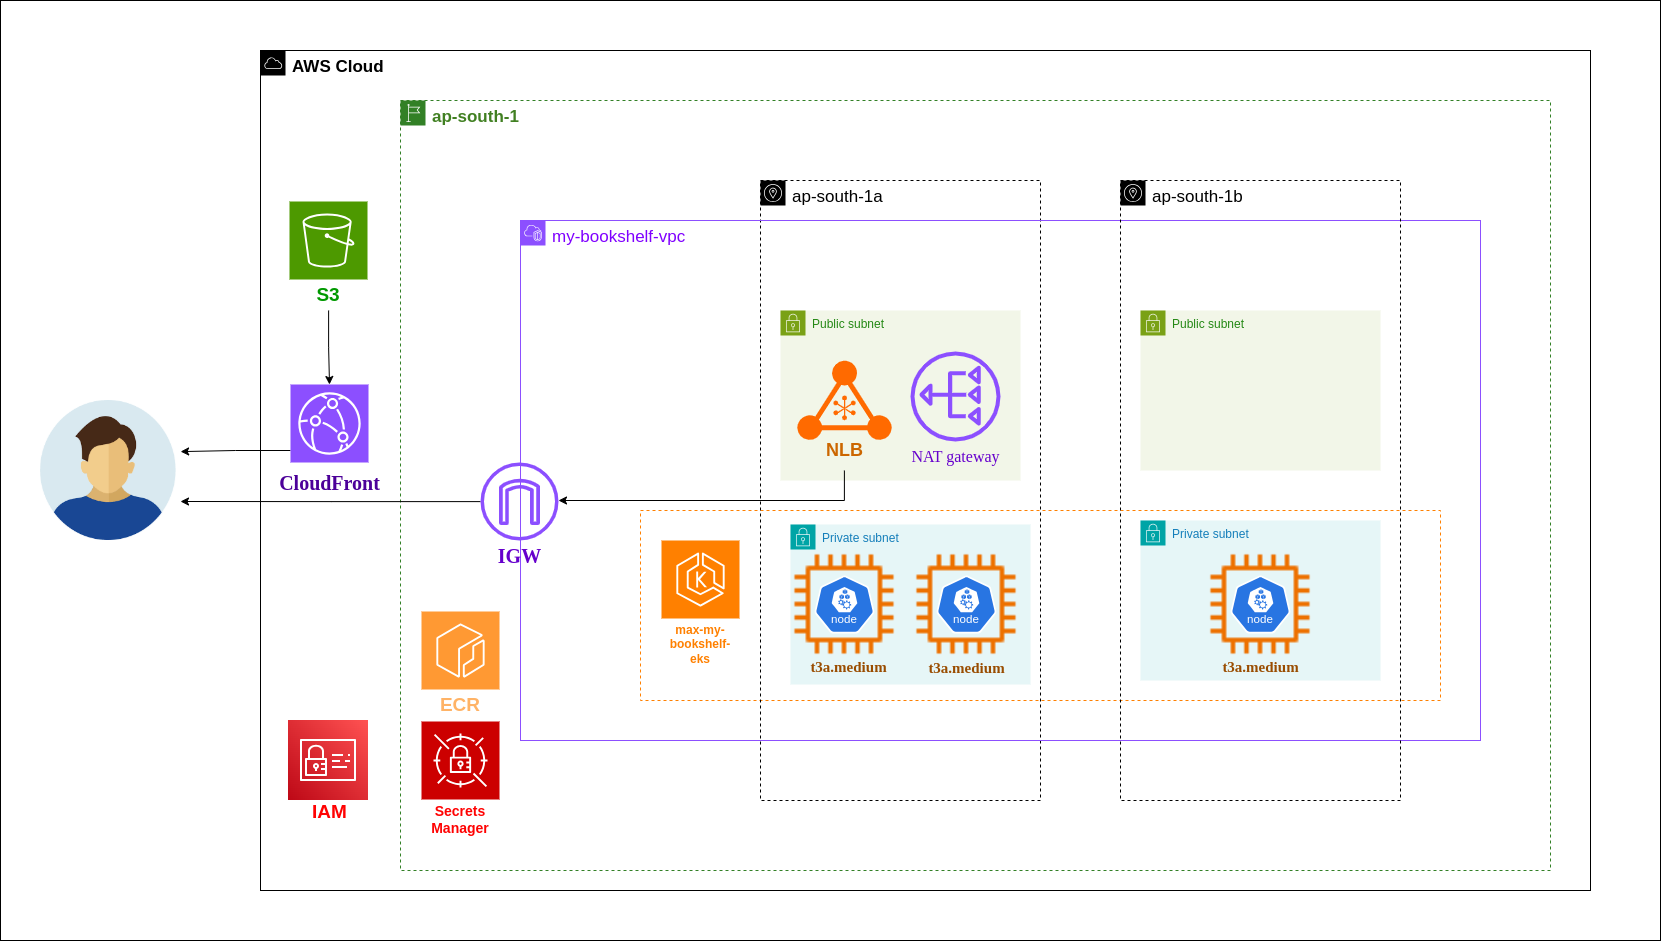 AWS Cloud
ap-south-1
ap-south-1a
ap-south-1b
my-bookshelf-vpc
S3
Public subnet
Public subnet
NLB
NAT gateway
CloudFront
IGW
Private subnet
Private subnet
node
node
node
max-my-
bookshelf-
eks
t3a.medium
t3a.medium
t3a.medium
ECR
IAM
Secrets
Manager